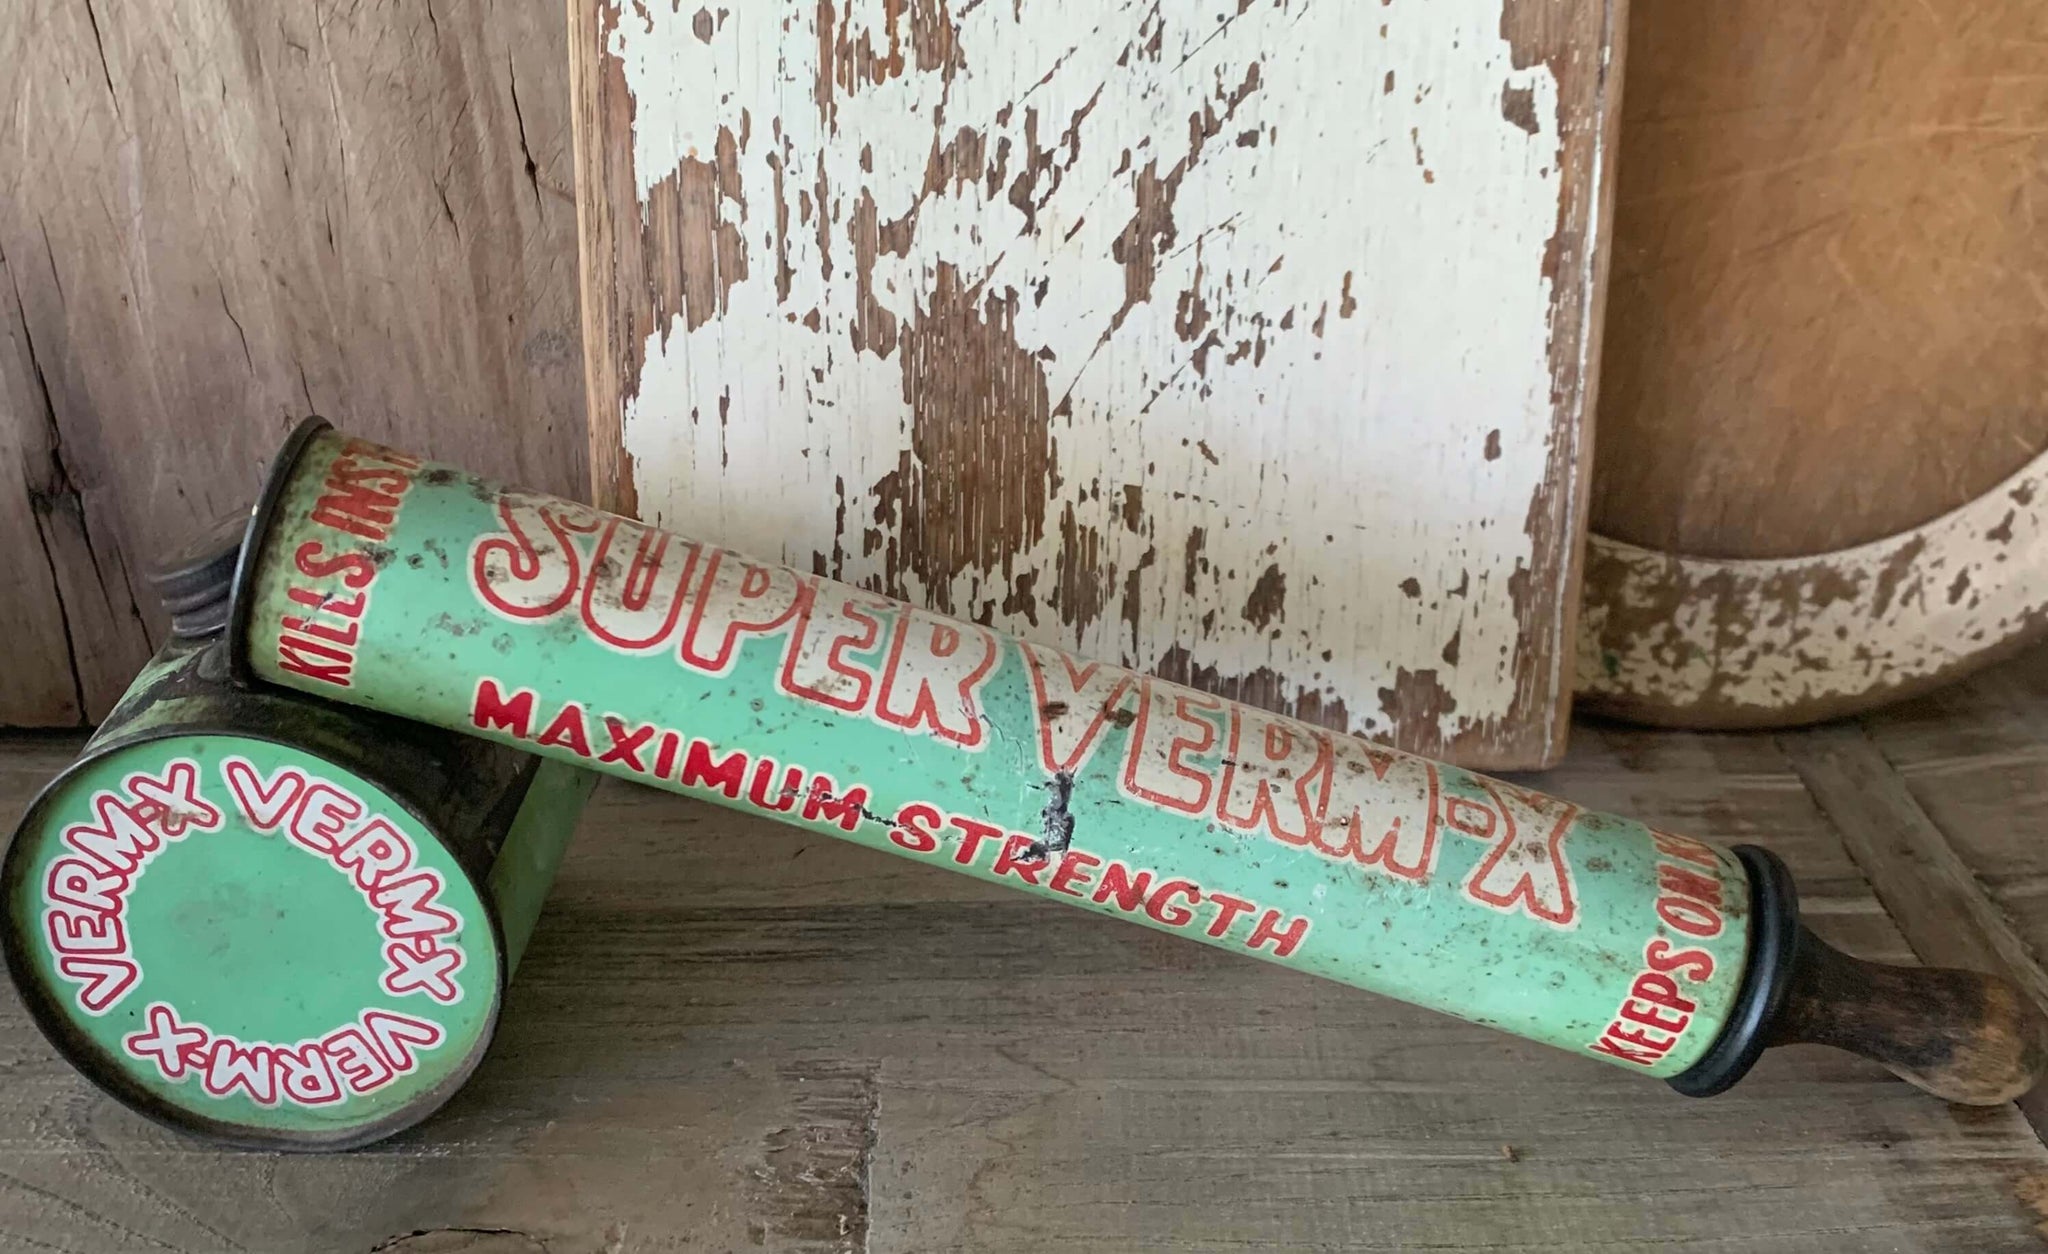 KILLS
SUPER VERM-X
MAXIMUM STRENGTH
KEEPS ON
VERM-X
VERM-X
VERM-X